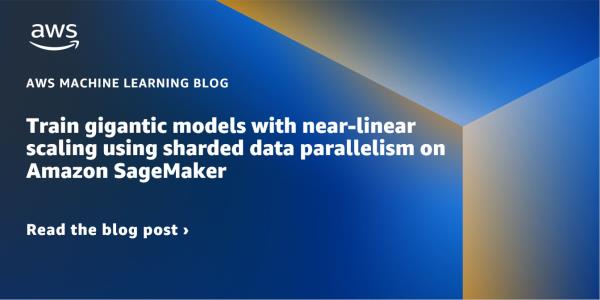 aws
AWS MACHINE LEARNING BLOG
Train gigantic models with near-linear
scaling using sharded data parallelism on
Amazon SageMaker
Read the blog post ›